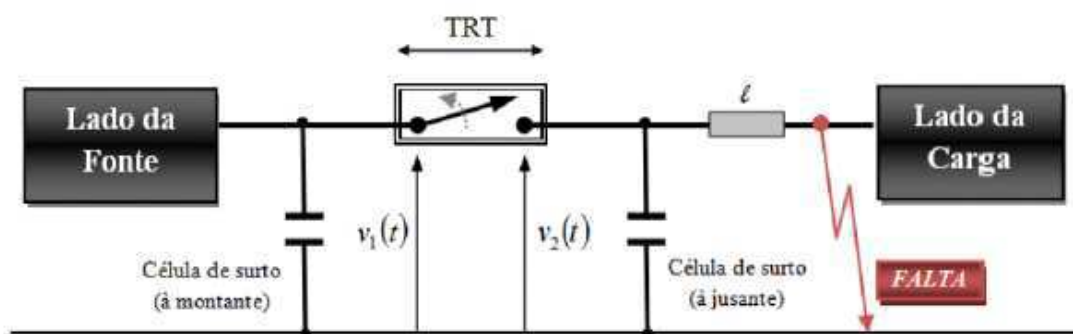 TRT
Lado da
Fonte
ℓ
Lado da
Carga
v₁(t)
v₂(t)
Célula de surto
(à montante)
Célula de surto
(à jusante)
FALTA